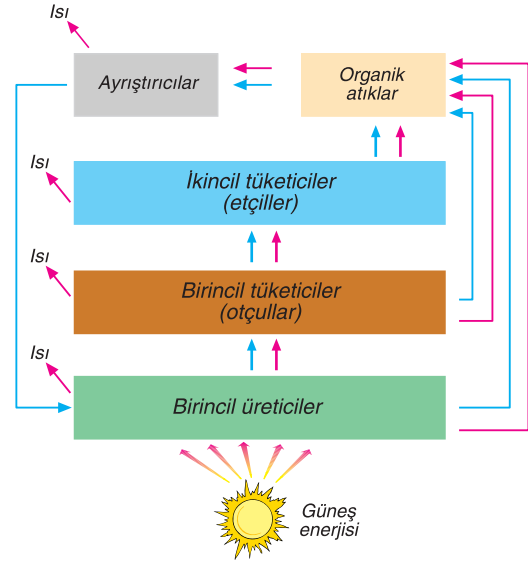 Isı
Ayrıştırıcılar
Organik
atıklar
Isı
İkincil tüketiciler
(etçiller)
Isı
Birincil tüketiciler
(otçullar)
Isı
Birincil üreticiler
Güneş
enerjisi